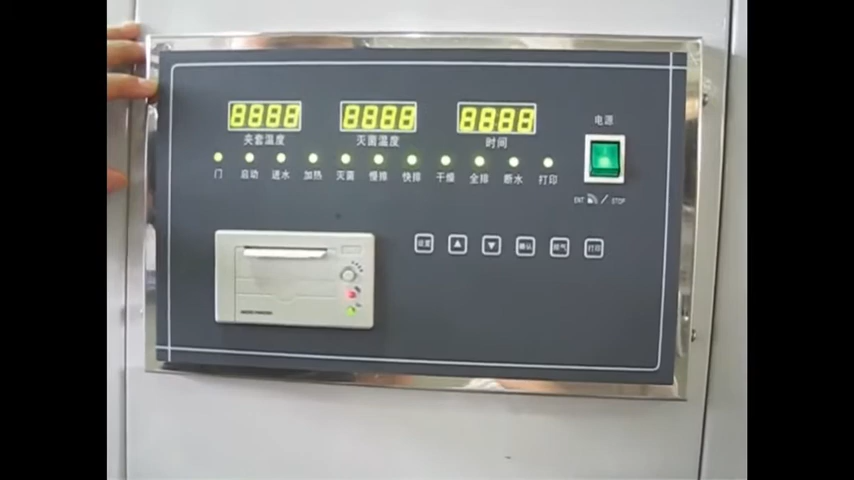 8888 8888 8888
电源
夹套温度 灭菌温度 时间
门 启动 进水 加热 灭菌 慢排 快排 干燥 全排 断水 打印
ENT / STOP
设置 ▲ ▼ 确认 排气 打印